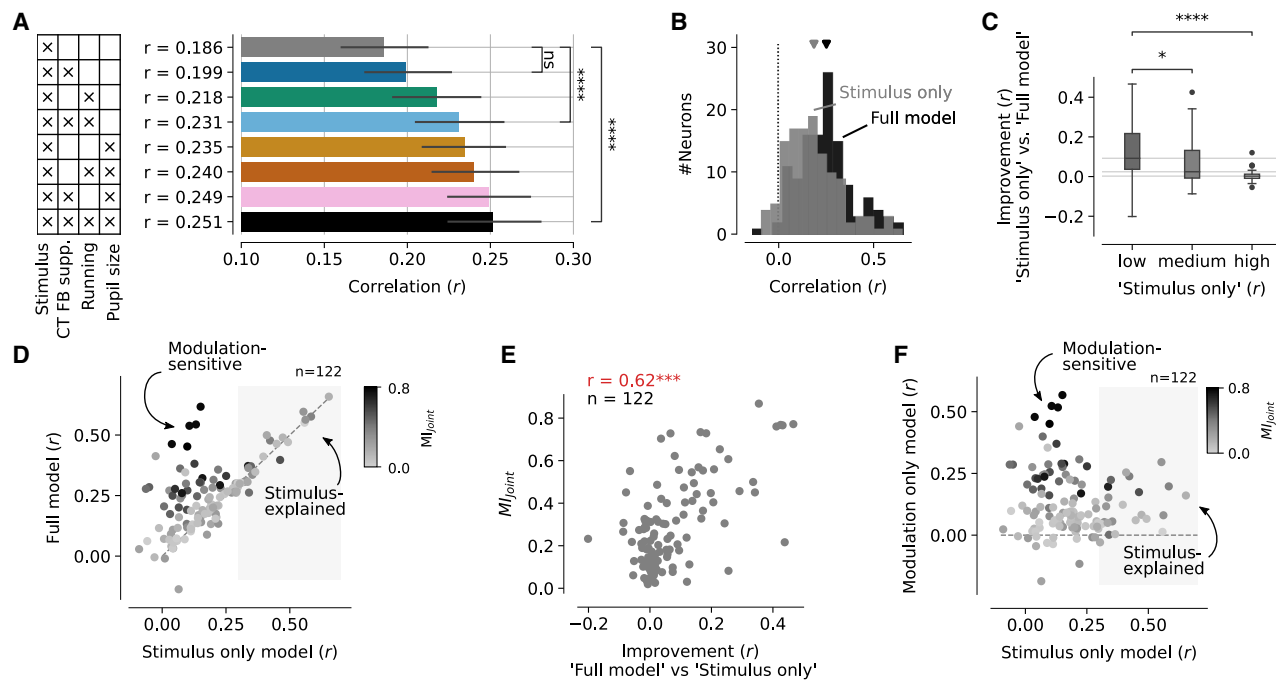 A
r = 0.186
r = 0.199
r = 0.218
r = 0.231
r = 0.235
r = 0.240
r = 0.249
r = 0.251
ns
****
****
0.10
0.15
0.20
0.25
0.30
Correlation (r)
Stimulus
CT FB supp.
Running
Pupil size
B
30
20
10
0
#Neurons
Stimulus only
Full model
0.0
0.5
Correlation (r)
C
****
*
0.4
0.2
0.0
−0.2
Improvement (r)
'Stimulus only' vs. 'Full model'
low
medium
high
'Stimulus only' (r)
D
Modulation-
sensitive
n=122
0.8
0.0
MIJoint
0.50
0.25
0.00
Full model (r)
Stimulus-
explained
0.00
0.25
0.50
Stimulus only model (r)
E
r = 0.62***
n = 122
0.8
0.6
0.4
0.2
0.0
MIJoint
−0.2
0.0
0.2
0.4
Improvement (r)
'Full model' vs 'Stimulus only'
F
Modulation-
sensitive
n=122
0.8
0.0
MIJoint
0.50
0.25
0.00
Modulation only model (r)
Stimulus-
explained
0.00
0.25
0.50
Stimulus only model (r)